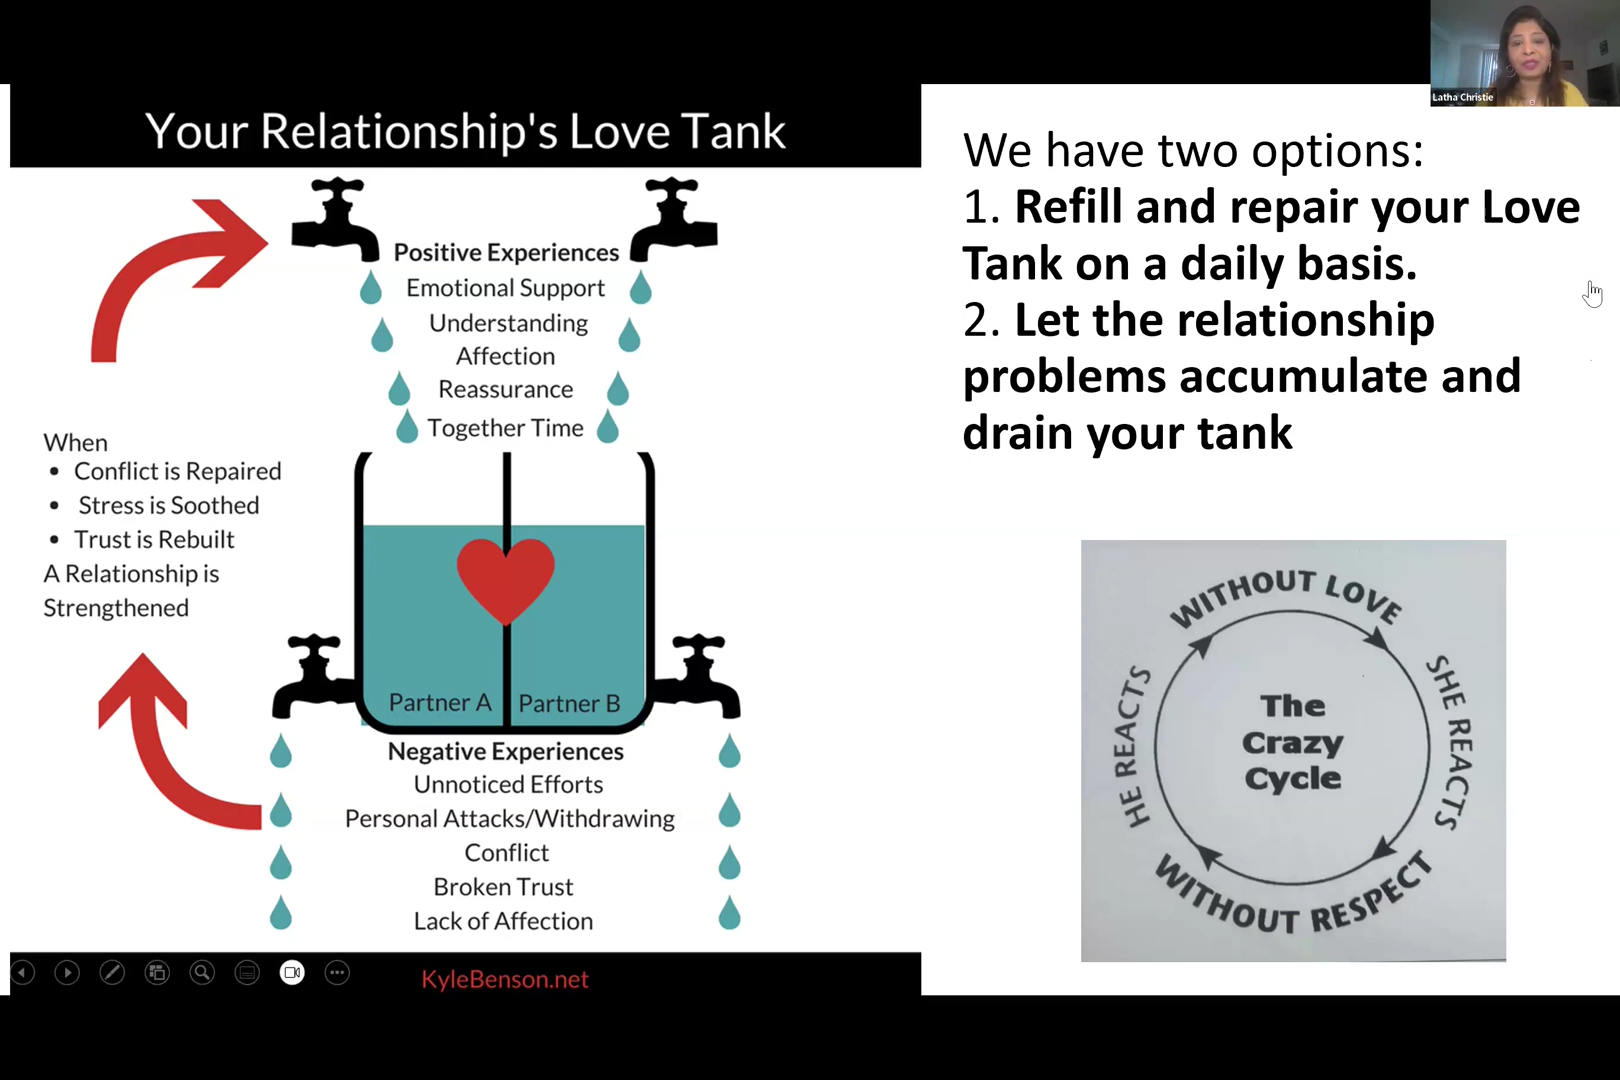 Latha Christie
Your Relationship's Love Tank
Positive Experiences
Emotional Support
Understanding
Affection
Reassurance
Together Time
When
• Conflict is Repaired
• Stress is Soothed
• Trust is Rebuilt
A Relationship is
Strengthened
Partner A
Partner B
Negative Experiences
Unnoticed Efforts
Personal Attacks/Withdrawing
Conflict
Broken Trust
Lack of Affection
KyleBenson.net
We have two options:
1. Refill and repair your Love
Tank on a daily basis.
2. Let the relationship
problems accumulate and
drain your tank
WITHOUT LOVE
SHE REACTS
WITHOUT RESPECT
HE REACTS
The
Crazy
Cycle